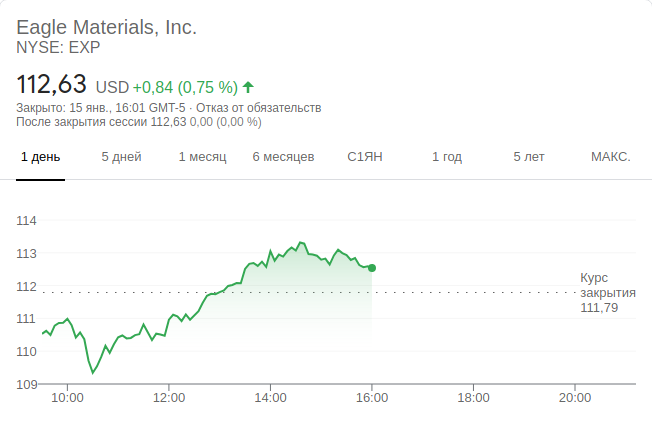 Eagle Materials, Inc.
NYSE: EXP
112,63 USD +0,84 (0,75 %)
Закрыто: 15 янв., 16:01 GMT-5 · Отказ от обязательств
После закрытия сессии 112,63 0,00 (0,00 %)
1 день 5 дней 1 месяц 6 месяцев С1ЯН 1 год 5 лет МАКС.
114
113
112
111
110
109
Курс
закрытия
111,79
10:00 12:00 14:00 16:00 18:00 20:00